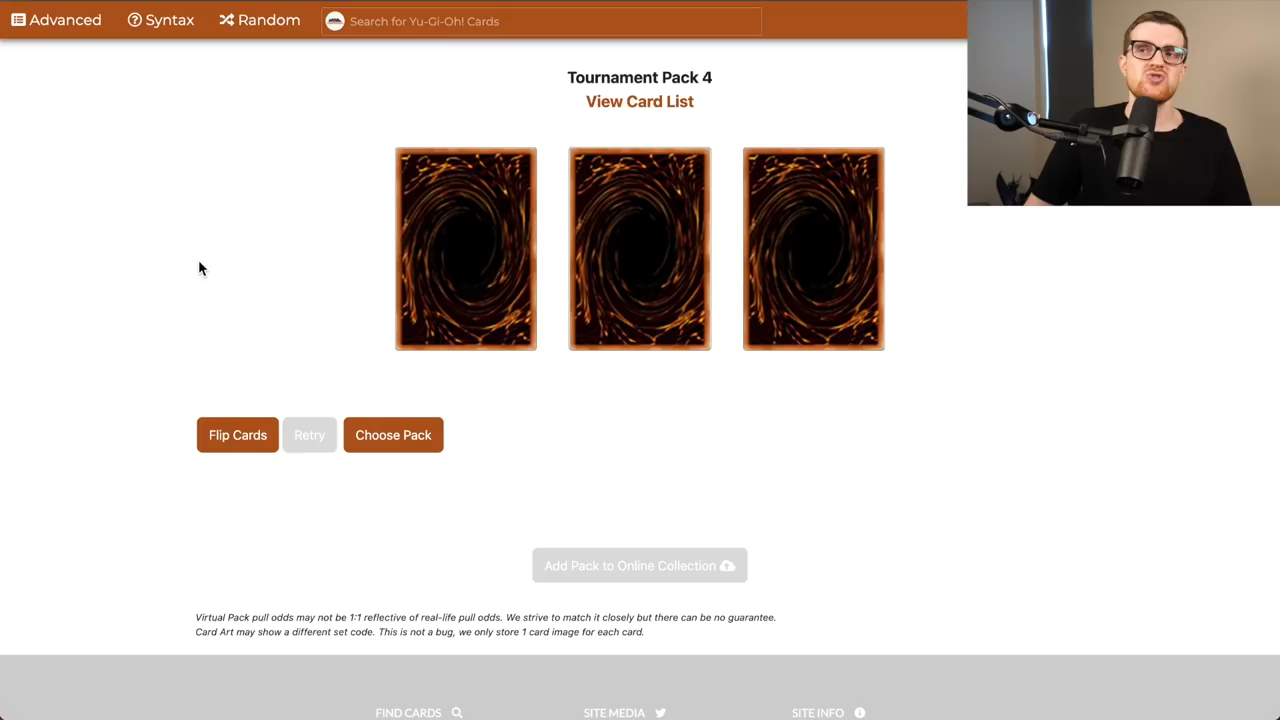 Advanced
Syntax
Random
Search for Yu-Gi-Oh! Cards
Tournament Pack 4
View Card List
Flip Cards
Retry
Choose Pack
Add Pack to Online Collection
Virtual Pack pull odds may not be 1:1 reflective of real-life pull odds. We strive to match it closely but there can be no guarantee.
Card Art may show a different set code. This is not a bug, we only store 1 card image for each card.
FIND CARDS
SITE MEDIA
SITE INFO